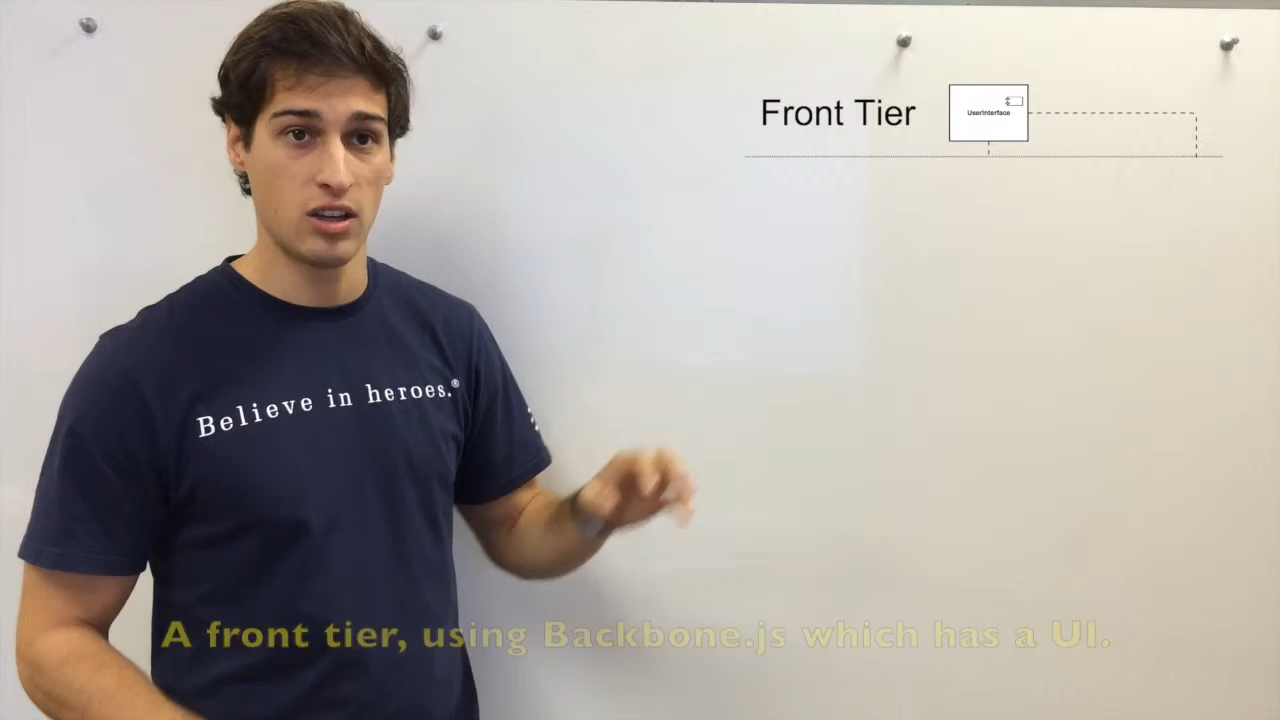 Front Tier
UserInterface
Believe in heroes.®
A front tier, using Backbone.js which has a UI.